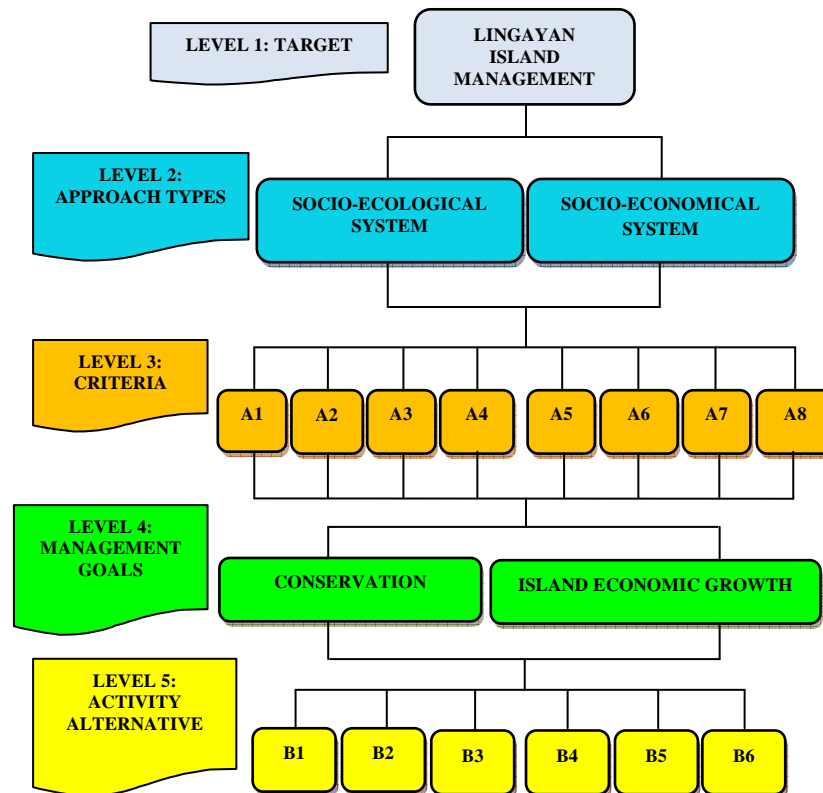 LEVEL 1: TARGET
LINGAYAN
ISLAND
MANAGEMENT
LEVEL 2:
APPROACH TYPES
SOCIO-ECOLOGICAL
SYSTEM
SOCIO-ECONOMICAL
SYSTEM
LEVEL 3:
CRITERIA
A1
A2
A3
A4
A5
A6
A7
A8
LEVEL 4:
MANAGEMENT
GOALS
CONSERVATION
ISLAND ECONOMIC GROWTH
LEVEL 5:
ACTIVITY
ALTERNATIVE
B1
B2
B3
B4
B5
B6